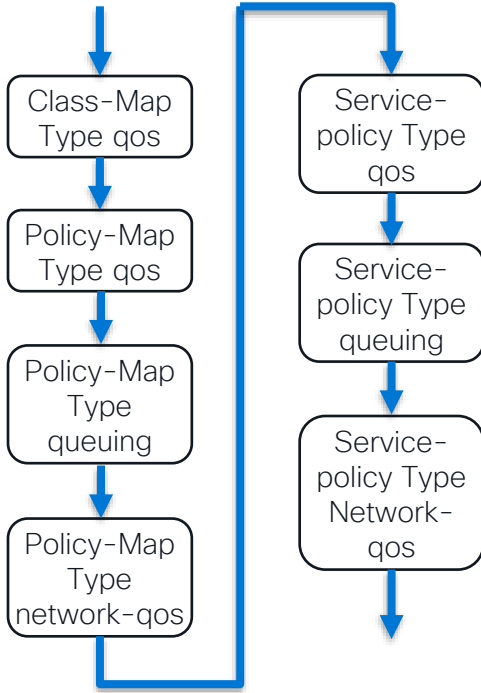 Class-Map
Type qos
Policy-Map
Type qos
Policy-Map
Type
queuing
Policy-Map
Type
network-qos
Service-
policy Type
qos
Service-
policy Type
queuing
Service-
policy Type
Network-
qos